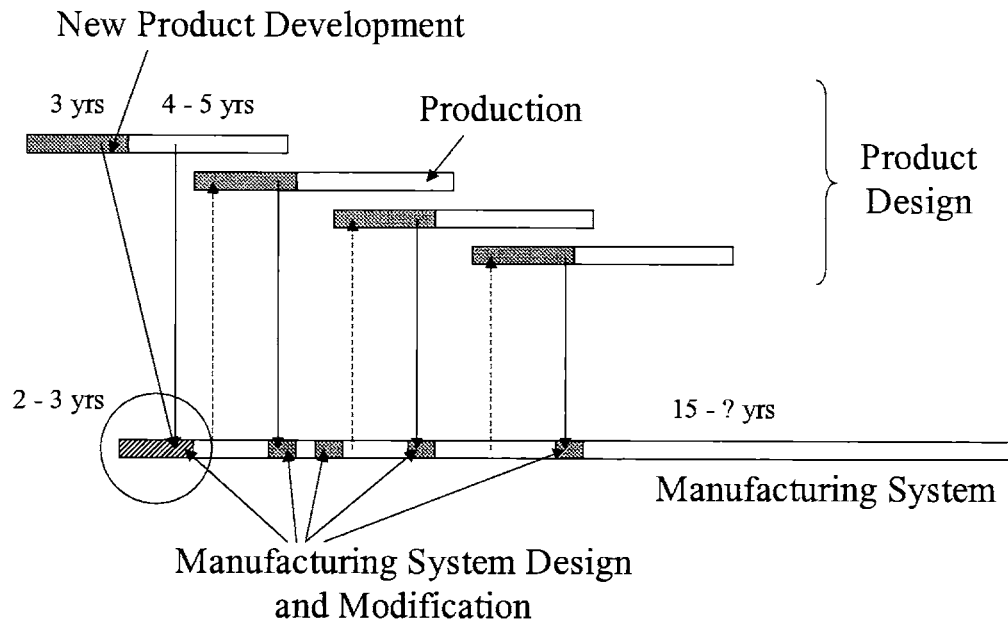 New Product Development
3 yrs
4 - 5 yrs
Production
Product
Design
2 - 3 yrs
15 - ? yrs
Manufacturing System
Manufacturing System Design
and Modification